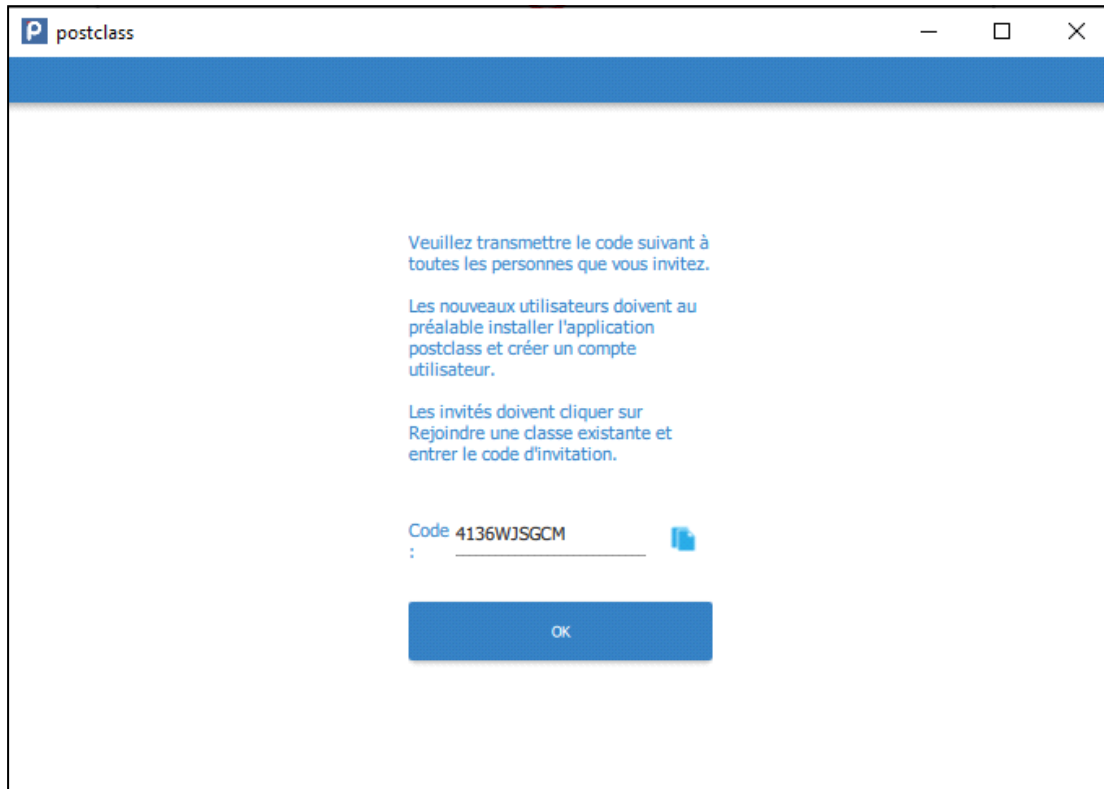 postclass
Veuillez transmettre le code suivant à
toutes les personnes que vous invitez.
Les nouveaux utilisateurs doivent au
préalable installer l'application
postclass et créer un compte
utilisateur.
Les invités doivent cliquer sur
Rejoindre une classe existante et
entrer le code d'invitation.
Code : 4136WJSGCM
OK